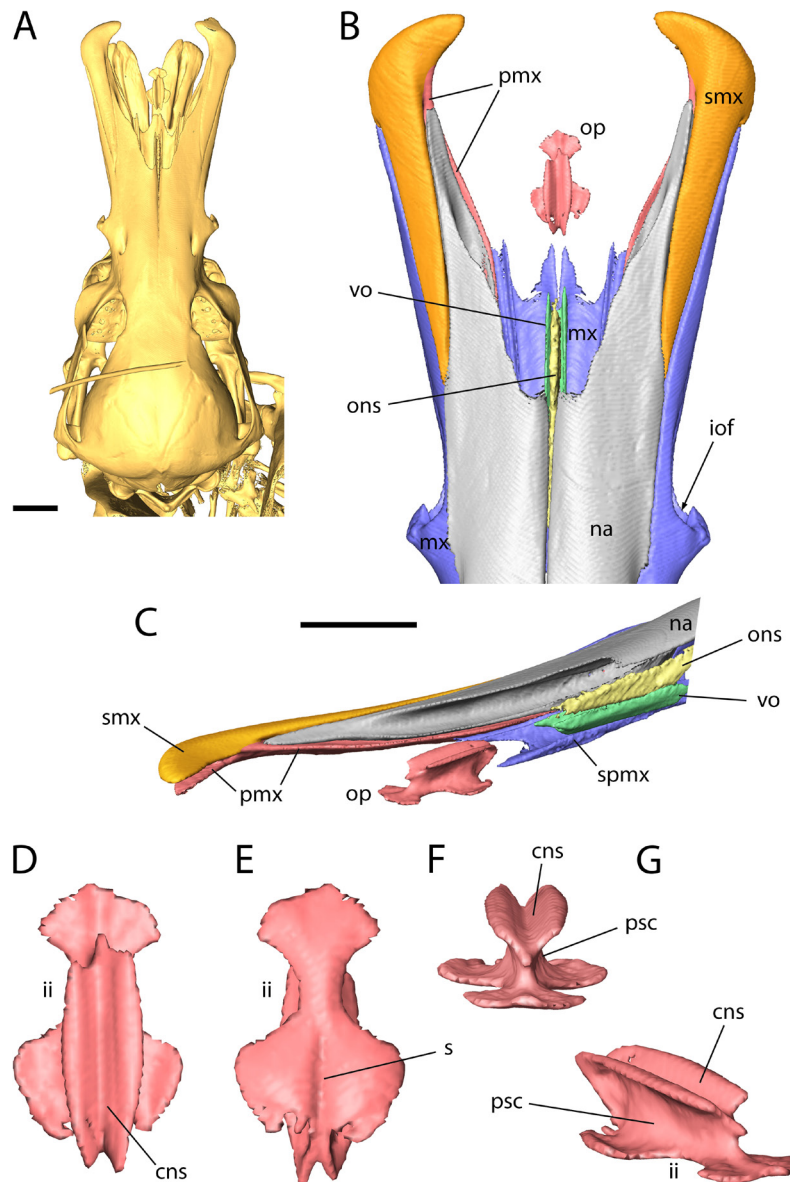 A
B
pmx
smx
op
vo
mx
ons
iof
mx
na
C
na
ons
smx
vo
pmx
op
spmx
D
E
F
G
cns
psc
ii
ii
cns
s
psc
cns
ii